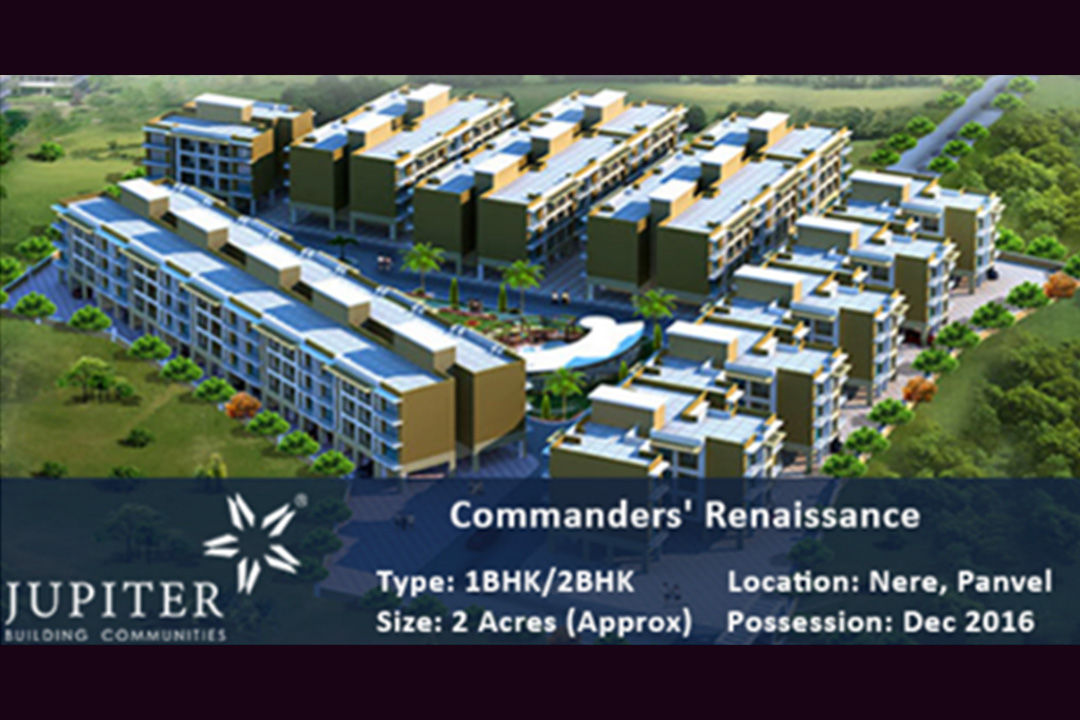 Commanders' Renaissance
JUPITER ®
BUILDING COMMUNITIES
Type: 1BHK/2BHK
Location: Nere, Panvel
Size: 2 Acres (Approx)
Possession: Dec 2016